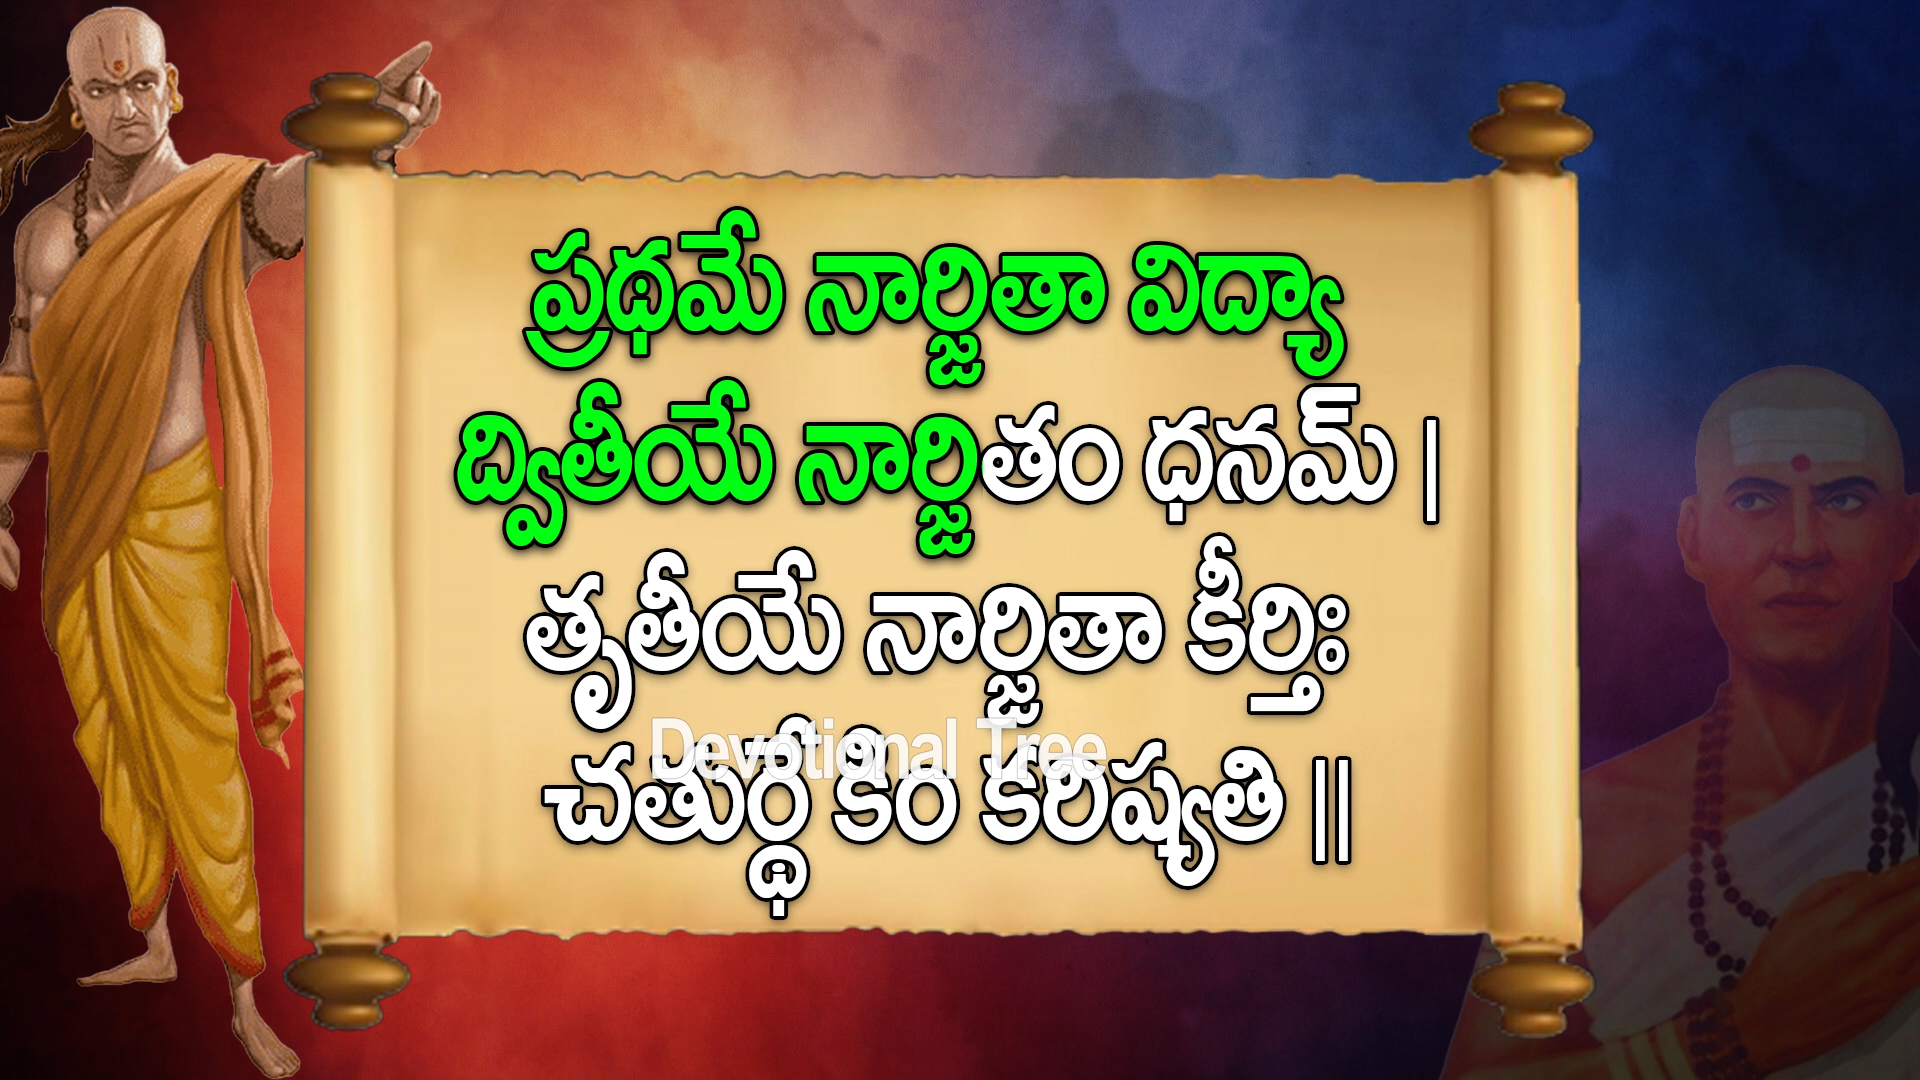 ప్రథమే నార్జితా విద్యా
ద్వితీయే నార్జితం ధనమ్ |
తృతీయే నార్జితా కీర్తిః
Devotional Tree
చతుర్థే కిం కరిష్యతి ||